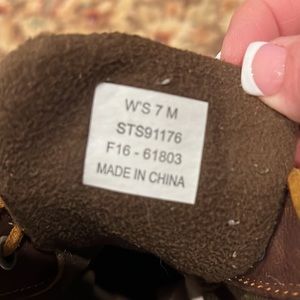 W'S 7 M
STS91176
F16 - 61803
MADE IN CHINA